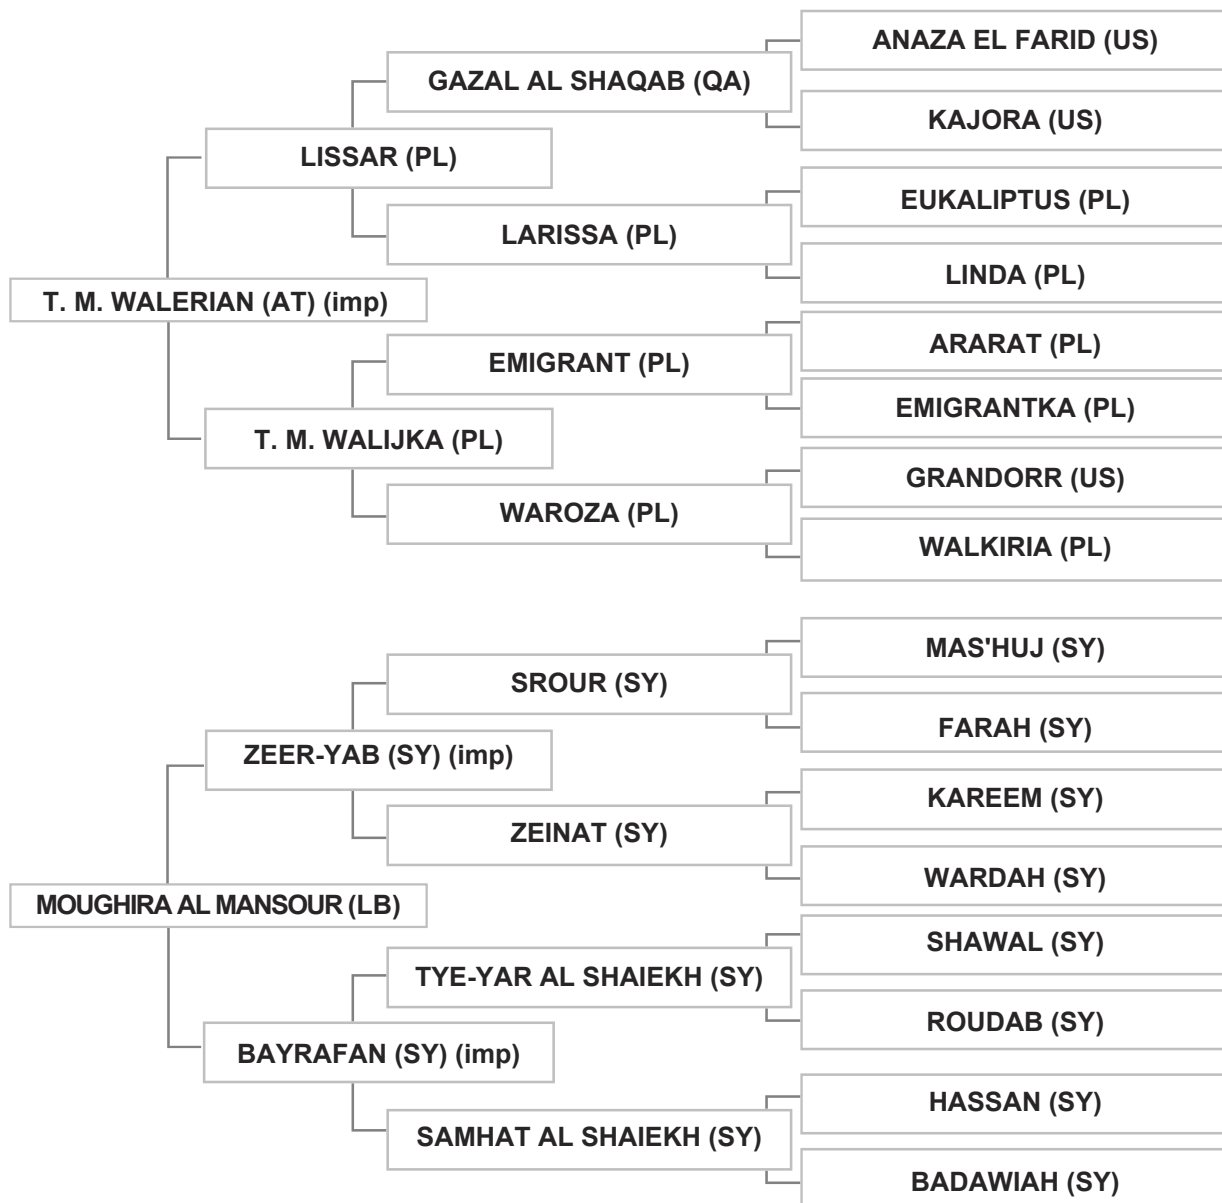 ANAZA EL FARID (US)
GAZAL AL SHAQAB (QA)
KAJORA (US)
LISSAR (PL)
EUKALIPTUS (PL)
LARISSA (PL)
LINDA (PL)
T. M. WALERIAN (AT) (imp)
ARARAT (PL)
EMIGRANT (PL)
EMIGRANTKA (PL)
T. M. WALIJKA (PL)
GRANDORR (US)
WAROZA (PL)
WALKIRIA (PL)
MAS'HUJ (SY)
SROUR (SY)
FARAH (SY)
ZEER-YAB (SY) (imp)
KAREEM (SY)
ZEINAT (SY)
WARDAH (SY)
MOUGHIRA AL MANSOUR (LB)
SHAWAL (SY)
TYE-YAR AL SHAIEKH (SY)
ROUDAB (SY)
BAYRAFAN (SY) (imp)
HASSAN (SY)
SAMHAT AL SHAIEKH (SY)
BADAWIAH (SY)